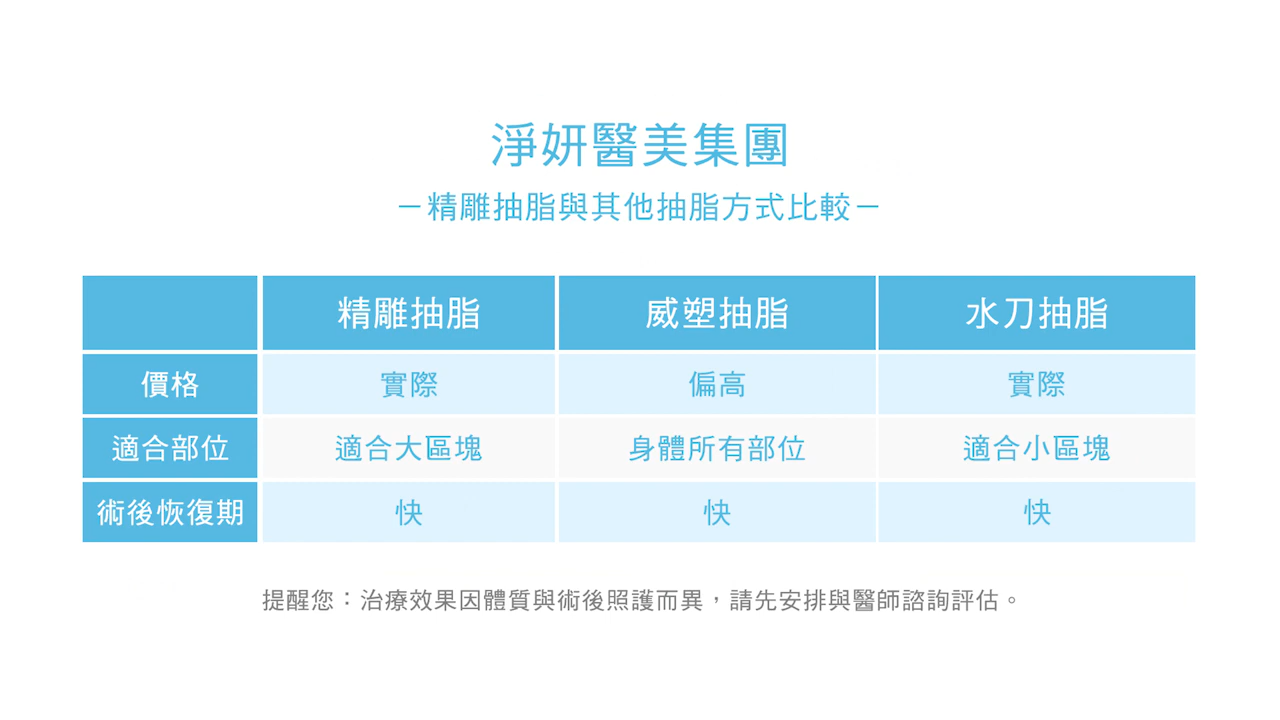 淨妍醫美集團
－精雕抽脂與其他抽脂方式比較－
精雕抽脂 威塑抽脂 水刀抽脂
價格 實際 偏高 實際
適合部位 適合大區塊 身體所有部位 適合小區塊
術後恢復期 快 快 快
提醒您：治療效果因體質與術後照護而異，請先安排與醫師諮詢評估。